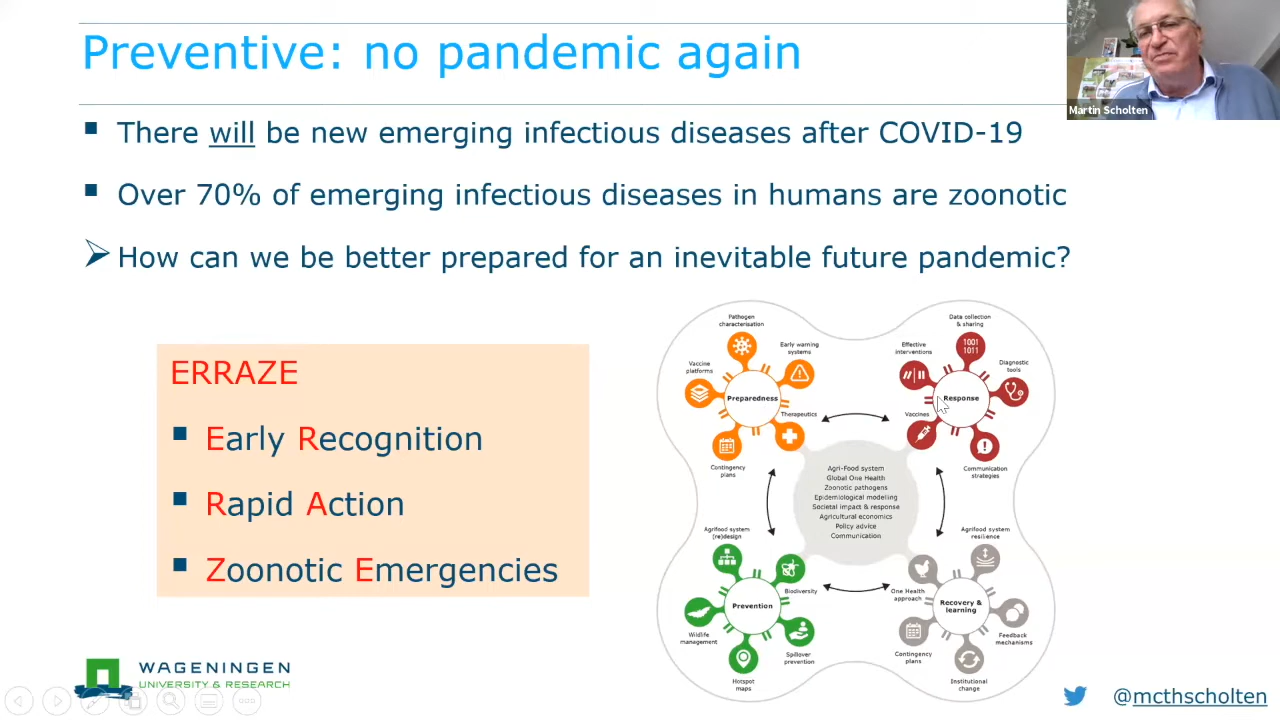 Preventive: no pandemic again
Martin Scholten
There will be new emerging infectious diseases after COVID-19
Over 70% of emerging infectious diseases in humans are zoonotic
How can we be better prepared for an inevitable future pandemic?
ERRAZE
Early Recognition
Rapid Action
Zoonotic Emergencies
Pathogen
characterisation
Early warning
systems
Vaccine
platforms
Preparedness
Therapeutics
Contingency
plans
Data collection
& sharing
1001
1011
Effective
interventions
Diagnostic
tools
Response
Vaccines
Communication
strategies
Agri-Food system
Global One Health
Zoonotic pathogens
Epidemiological modelling
Societal impact & response
Agricultural economics
Policy advice
Communication
Agrifood system
(re)design
Biodiversity
Prevention
Wildlife
management
Spillover
prevention
Hotspot
maps
Agrifood system
resilience
One Health
approach
Recovery &
learning
Feedback
mechanisms
Contingency
plans
Institutional
change
WAGENINGEN
UNIVERSITY & RESEARCH
@mcthscholten